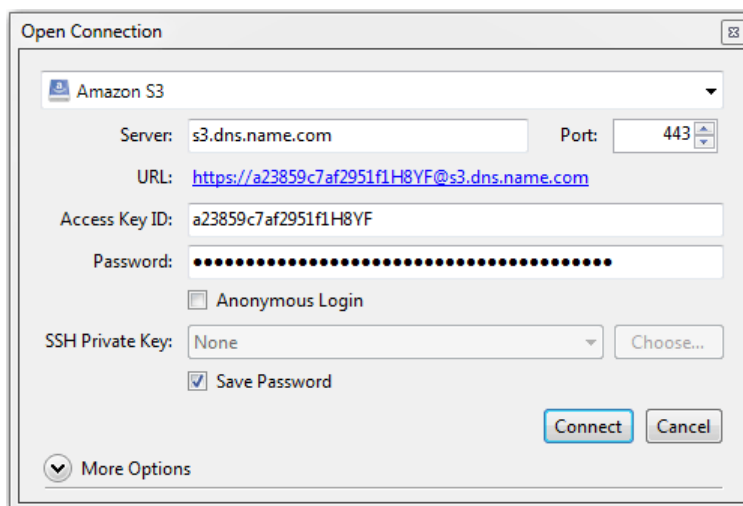 Open Connection
Amazon S3
Server: s3.dns.name.com Port: 443
URL: https://a23859c7af2951f1H8YF@s3.dns.name.com
Access Key ID: a23859c7af2951f1H8YF
Password: ●●●●●●●●●●●●●●●●●●●●●●●●●●●●●●●●●●●●●●●●
Anonymous Login
SSH Private Key: None Choose...
Save Password
Connect Cancel
More Options